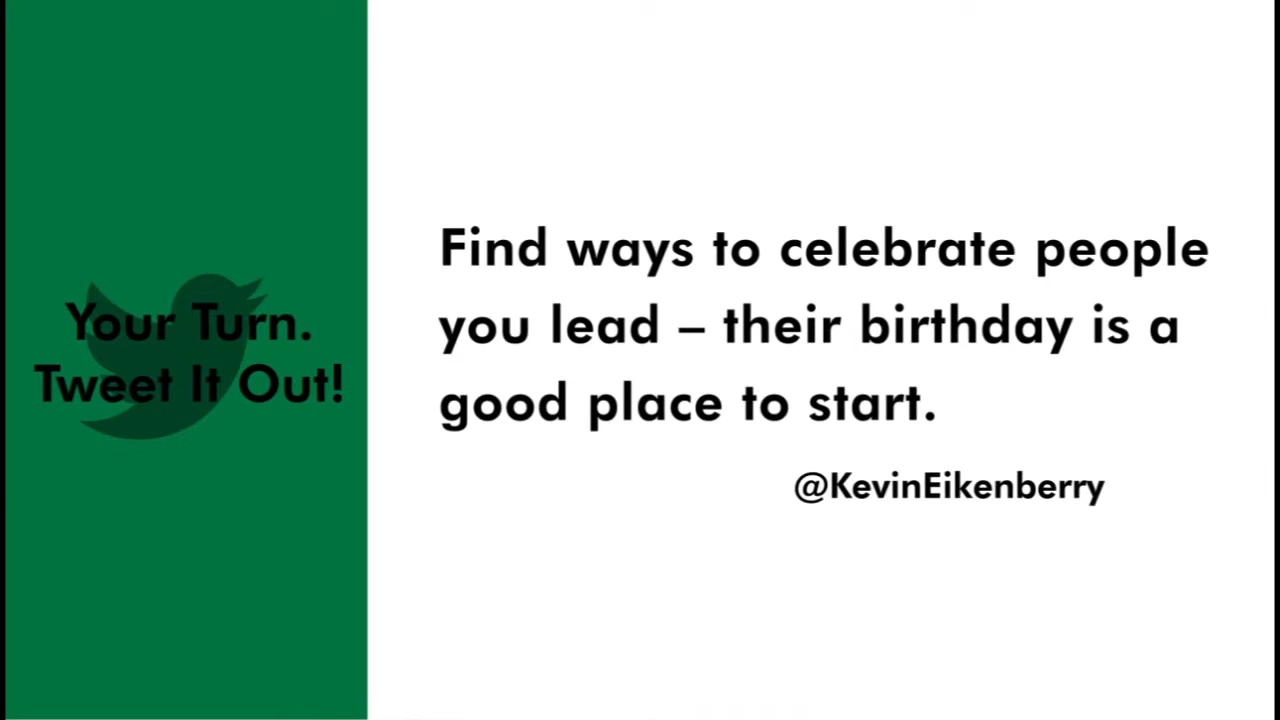 Your Turn.
Tweet It Out!
Find ways to celebrate people
you lead – their birthday is a
good place to start.
@KevinEikenberry